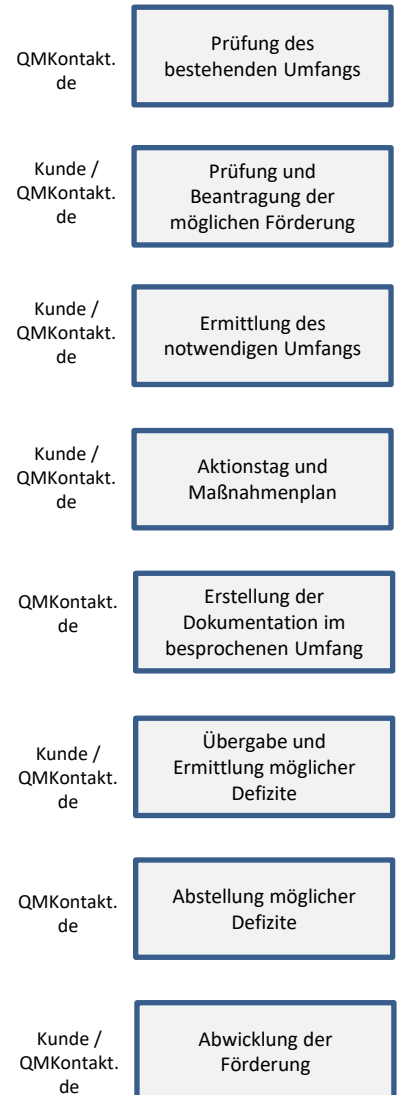 QMKontakt.
de
Prüfung des
bestehenden Umfangs
Kunde /
QMKontakt.
de
Prüfung und
Beantragung der
möglichen Förderung
Kunde /
QMKontakt.
de
Ermittlung des
notwendigen Umfangs
Kunde /
QMKontakt.
de
Aktionstag und
Maßnahmenplan
QMKontakt.
de
Erstellung der
Dokumentation im
besprochenen Umfang
Kunde /
QMKontakt.
de
Übergabe und
Ermittlung möglicher
Defizite
QMKontakt.
de
Abstellung möglicher
Defizite
Kunde /
QMKontakt.
de
Abwicklung der
Förderung